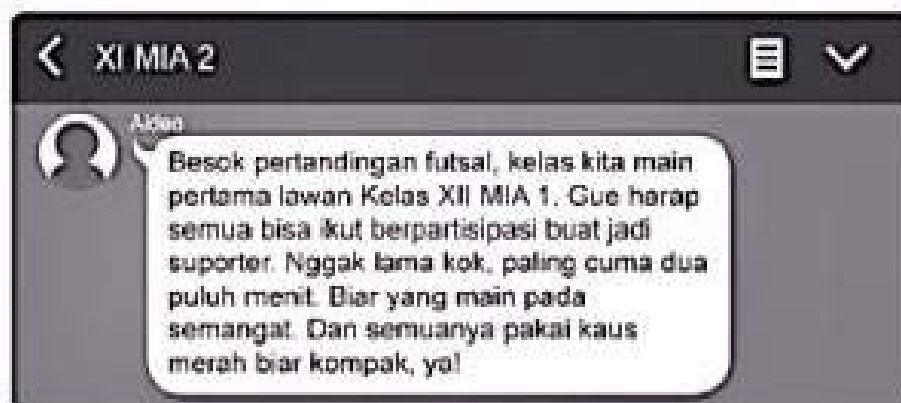 XI MIA 2
Aldeo
Besok pertandingan futsal, kelas kita main
pertama lawan Kelas XII MIA 1. Gue harap
semua bisa ikut berpartisipasi buat jadi
suporter. Nggak lama kok, paling cuma dua
puluh menit. Biar yang main pada
semangat. Dan semuanya pakai kaus
merah biar kompak, ya!